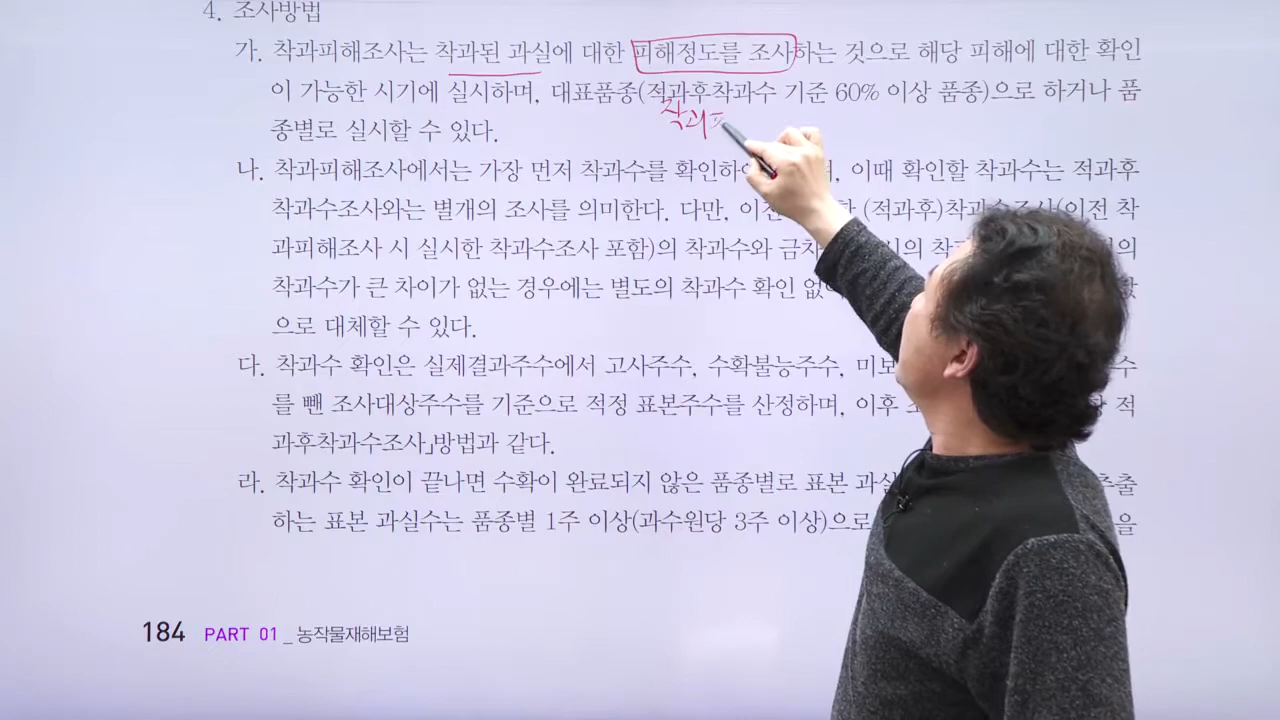 4. 조사방법
가. 착과피해조사는 착과된 과실에 대한 피해정도를 조사하는 것으로 해당 피해에 대한 확인
이 가능한 시기에 실시하며, 대표품종(적과후착과수 기준 60% 이상 품종)으로 하거나 품
착과
종별로 실시할 수 있다.
나. 착과피해조사에서는 가장 먼저 착과수를 확인하여 이때 확인할 착과수는 적과후
착과수조사와는 별개의 조사를 의미한다. 다만, (적과후)착과수조사(이전 착
과피해조사 시 실시한 착과수조사 포함)의 착과수와
착과수가 큰 차이가 없는 경우에는 별도의 착과수 확인
으로 대체할 수 있다.
다. 착과수 확인은 실제결과주수에서 고사주수, 수확불능주수,
를 뺀 조사대상주수를 기준으로 적정 표본주수를 산정하며, 이후 적
과후착과수조사」방법과 같다.
라. 착과수 확인이 끝나면 수확이 완료되지 않은 품종별로 표본 추출
하는 표본 과실수는 품종별 1주 이상(과수원당 3주 이상)으로 을
184 PART 01 _ 농작물재해보험